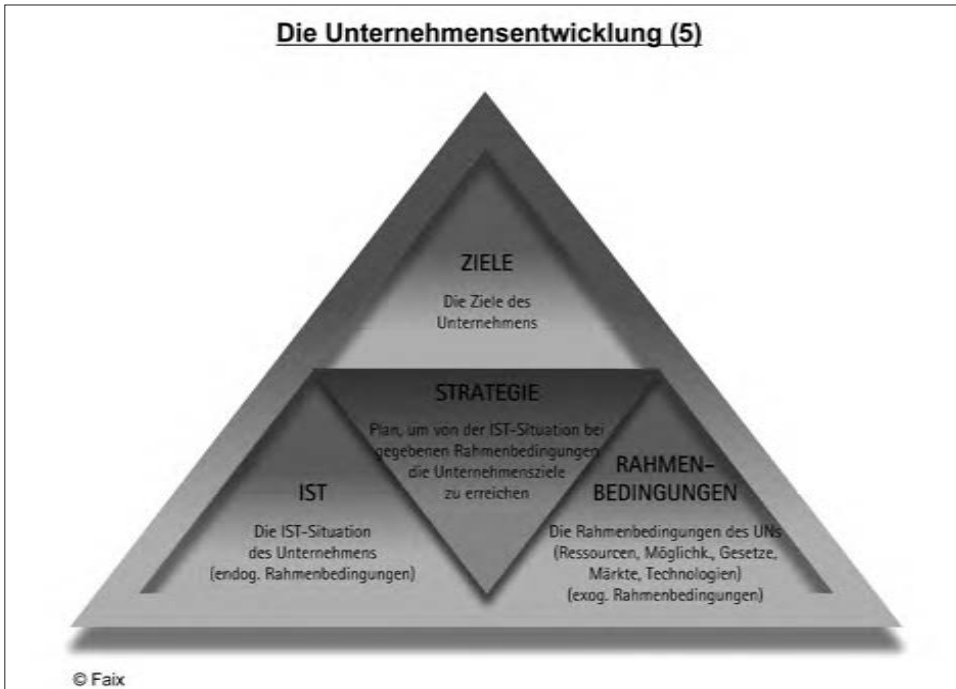 Die Unternehmensentwicklung (5)
ZIELE
Die Ziele des
Unternehmens
STRATEGIE
Plan, um von der IST-Situation bei
gegebenen Rahmenbedingungen
die Unternehmensziele
zu erreichen
IST
Die IST-Situation
des Unternehmens
(endog. Rahmenbedingungen)
RAHMEN-
BEDINGUNGEN
Die Rahmenbedingungen des UNs
(Ressourcen, Möglichk., Gesetze,
Märkte, Technologien)
(exog. Rahmenbedingungen)
© Faix